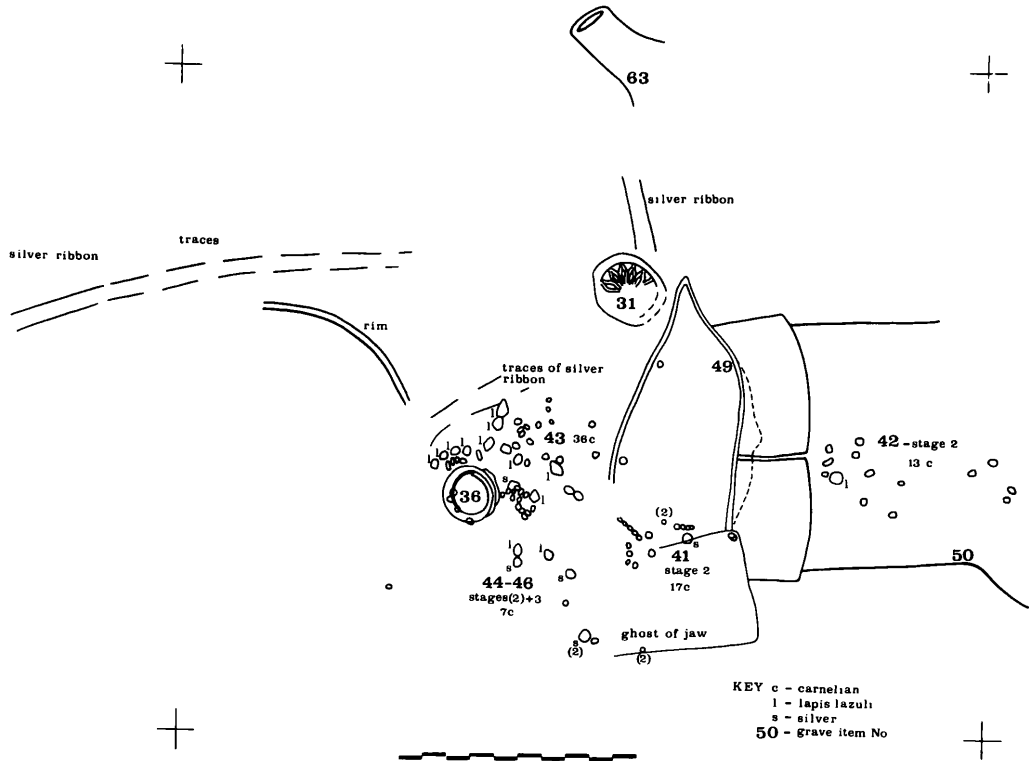 63
silver ribbon
traces
silver ribbon
31
rim
traces of silver
ribbon
49
l
l
43 36c
42 - stage 2
13 c
l
l
l
l
l
l
l
l
s
l
36
l
(2)
s
41
stage 2
17c
l
l
s
s
44-46
stages(2)+3
7c
50
ghost of jaw
s
(2)
(2)
KEY c - carnelian
l - lapis lazuli
s - silver
50 - grave item No